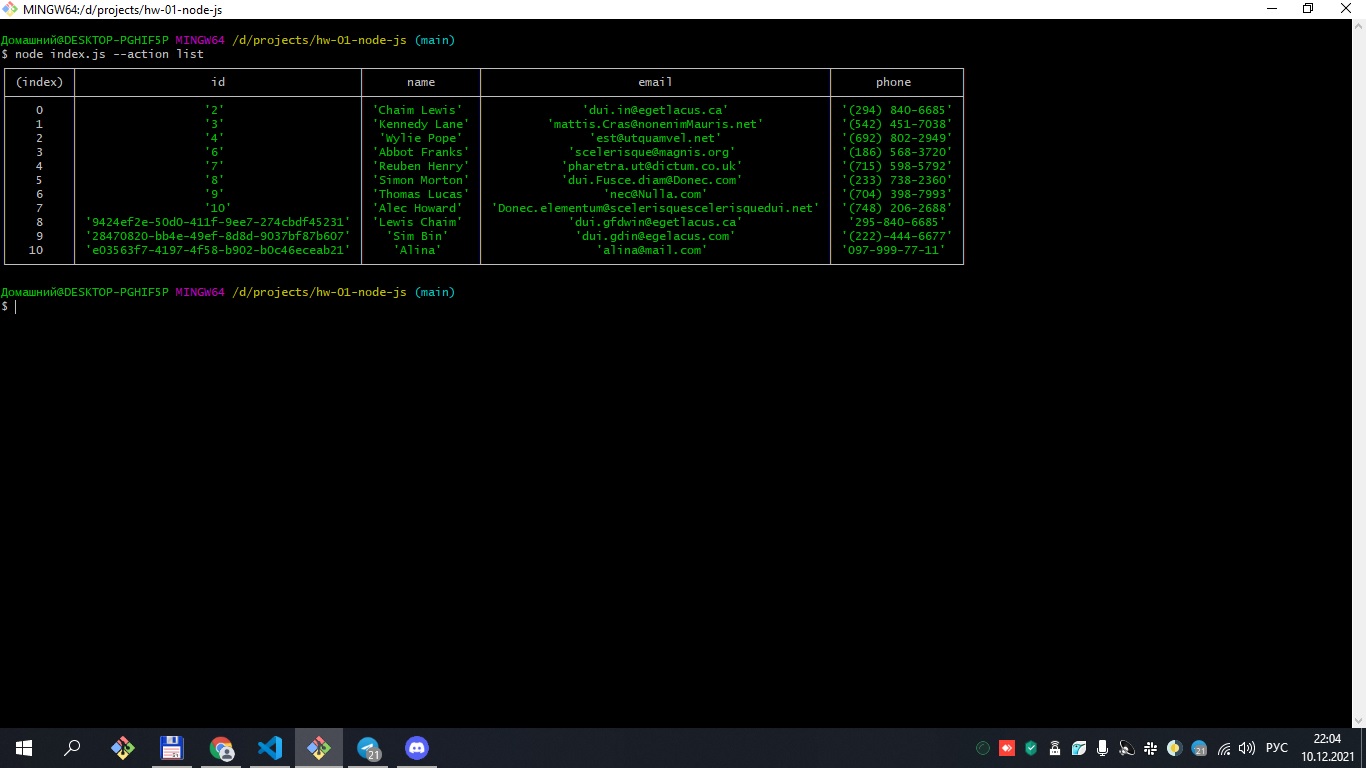 MINGW64:/d/projects/hw-01-node-js
Домашний@DESKTOP-PGHIF5P MINGW64 /d/projects/hw-01-node-js (main)
$ node index.js --action list
(index) id name email phone
0 '2' 'Chaim Lewis' 'dui.in@egetlacus.ca' '(294) 840-6685'
1 '3' 'Kennedy Lane' 'mattis.Cras@nonenimMauris.net' '(542) 451-7038'
2 '4' 'Wylie Pope' 'est@utquamvel.net' '(692) 802-2949'
3 '6' 'Abbot Franks' 'scelerisque@magnis.org' '(186) 568-3720'
4 '7' 'Reuben Henry' 'pharetra.ut@dictum.co.uk' '(715) 598-5792'
5 '8' 'Simon Morton' 'dui.Fusce.diam@Donec.com' '(233) 738-2360'
6 '9' 'Thomas Lucas' 'nec@Nulla.com' '(704) 398-7993'
7 '10' 'Alec Howard' 'Donec.elementum@scelerisquescelerisquedui.net' '(748) 206-2688'
8 '9424ef2e-50d0-411f-9ee7-274cbdf45231' 'Lewis Chaim' 'dui.gfdwin@egetlacus.ca' '295-840-6685'
9 '28470820-bb4e-49ef-8d8d-9037bf87b607' 'Sim Bin' 'dui.gdin@egelacus.com' '(222)-444-6677'
10 'e03563f7-4197-4f58-b902-b0c46eceab21' 'Alina' 'alina@mail.com' '097-999-77-11'
Домашний@DESKTOP-PGHIF5P MINGW64 /d/projects/hw-01-node-js (main)
$
21
21
РУС
22:04
10.12.2021